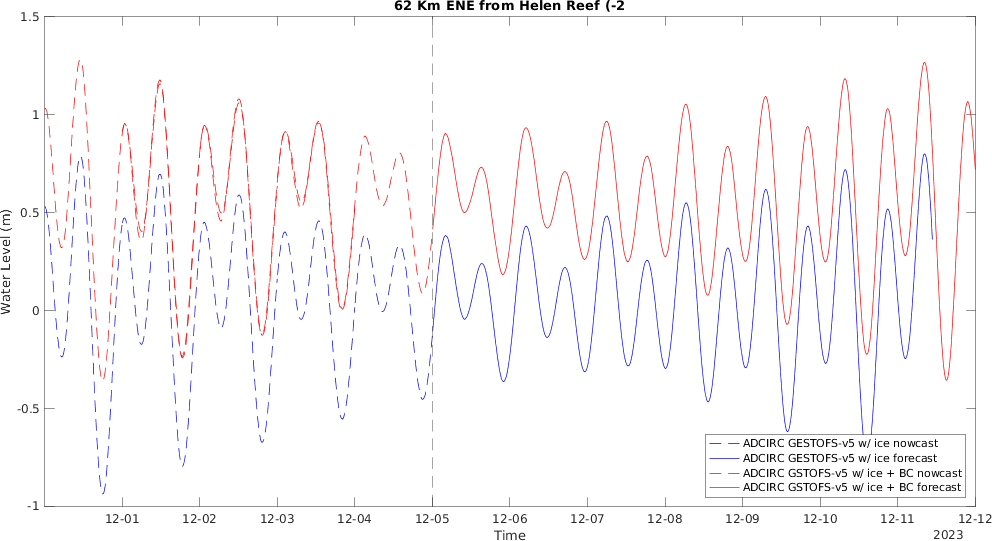 62 Km ENE from Helen Reef (-2
1.5
1
0.5
0
-0.5
-1
Water Level (m)
12-01 12-02 12-03 12-04 12-05 12-06 12-07 12-08 12-09 12-10 12-11 12-12
Time
2023
ADCIRC GESTOFS-v5 w/ ice nowcast
ADCIRC GESTOFS-v5 w/ ice forecast
ADCIRC GSTOFS-v5 w/ ice + BC nowcast
ADCIRC GSTOFS-v5 w/ ice + BC forecast